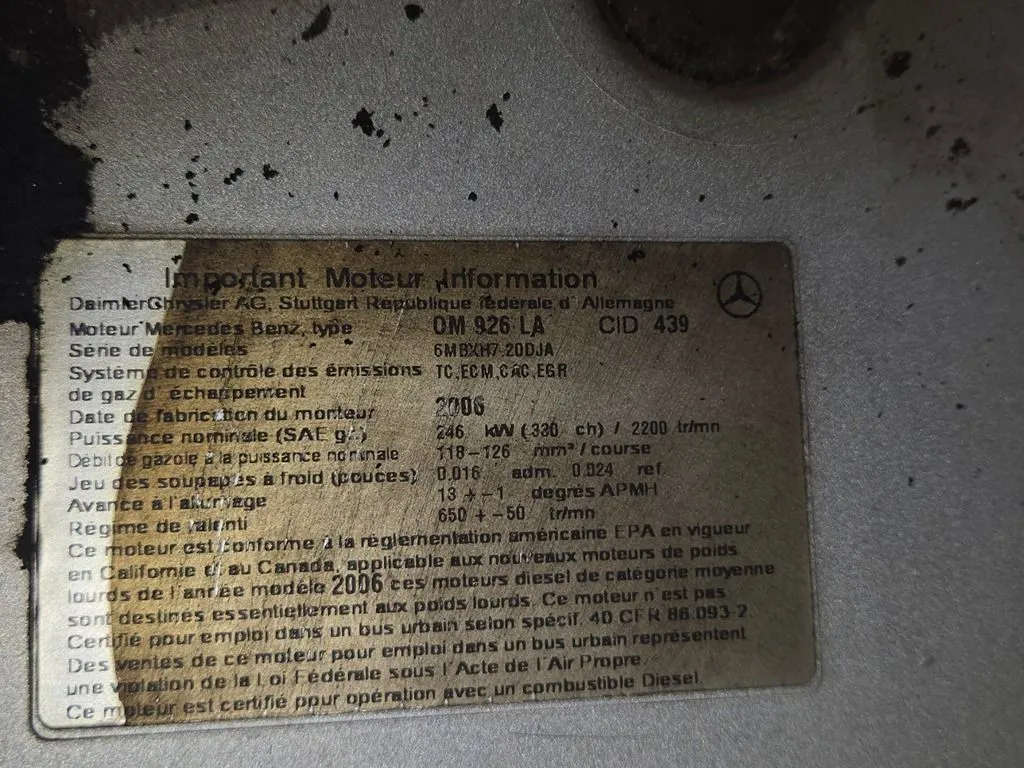 Important Moteur Information
DaimlerChrysler AG, Stuttgart République fédérale d' Allemagne
Moteur Mercedes Benz, type OM 926 LA CID 439
Série de modèles 6MBXH7.20DJA
Système de contrôle des émissions TC,ECM,CAC,EGR
de gaz d' échappement
Date de fabrication du monteur 2006
Puissance nominale (SAE g/.) 246 kW (330 ch) / 2200 tr/mn
Débit de gazole à la puissance nominale 118-126 mm³/course
Jeu des soupapes à froid (pouces) 0.016 adm. 0.024 ref
Avance à l'allumage 13 +-1 degrés APMH
Régime de ralenti 650 +-50 tr/mn
Ce moteur est conforme à la réglementation américaine EPA en vigueur
en Californie et au Canada, applicable aux nouveaux moteurs de poids
lourds de l'année modèle 2006 ces moteurs diesel de catégorie moyenne
sont destinés essentiellement aux poids lourds. Ce moteur n'est pas
Certifié pour emploi dans un bus urbain selon spécif. 40 CFR 86.093-2.
Des ventes de ce moteur pour emploi dans un bus urbain représentent
une violation de la Loi Fédérale sous l'Acte de l'Air Propre.
Ce moteur est certifié pour opération avec un combustible Diesel.